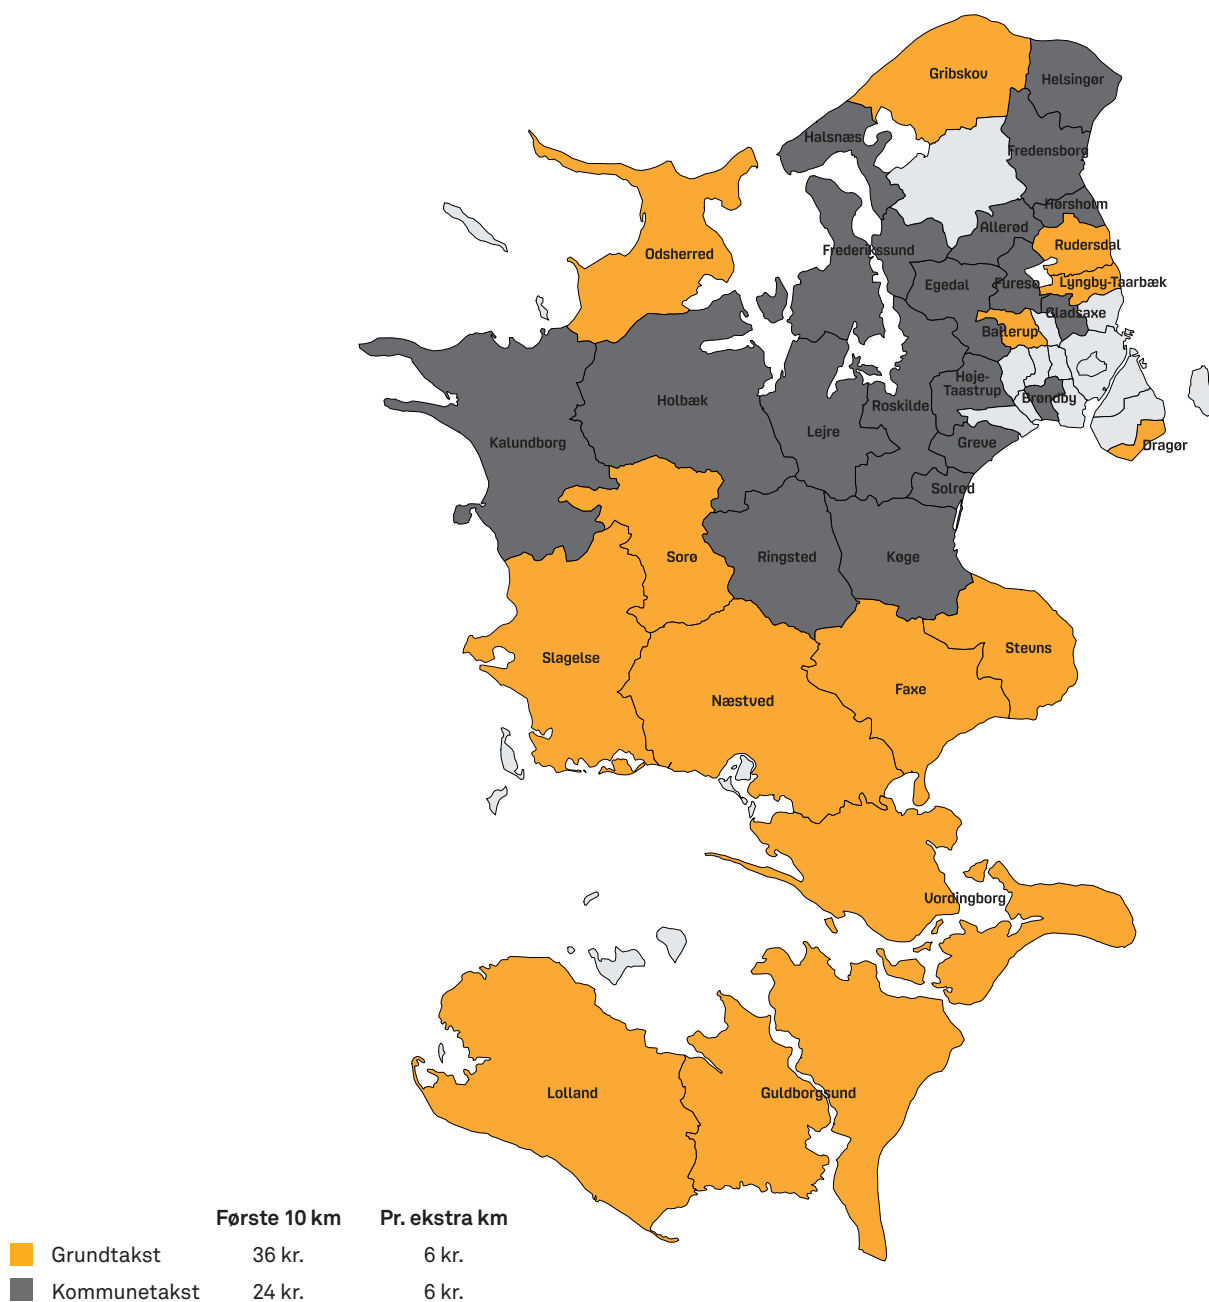 Gribskov
Helsingør
Halsnæs
Fredensborg
Hørsholm
Allerød
Rudersdal
Frederikssund
Odsherred
Egedal
Furesø
Lyngby-Taarbæk
Gladsaxe
Ballerup
Høje-
Taastrup
Brøndby
Holbæk
Roskilde
Lejre
Kalundborg
Greve
Dragør
Solrød
Sorø
Ringsted
Køge
Slagelse
Stevns
Næstved
Faxe
Vordingborg
Lolland
Guldborgsund
Første 10 km Pr. ekstra km
Grundtakst 36 kr. 6 kr.
Kommunetakst 24 kr. 6 kr.